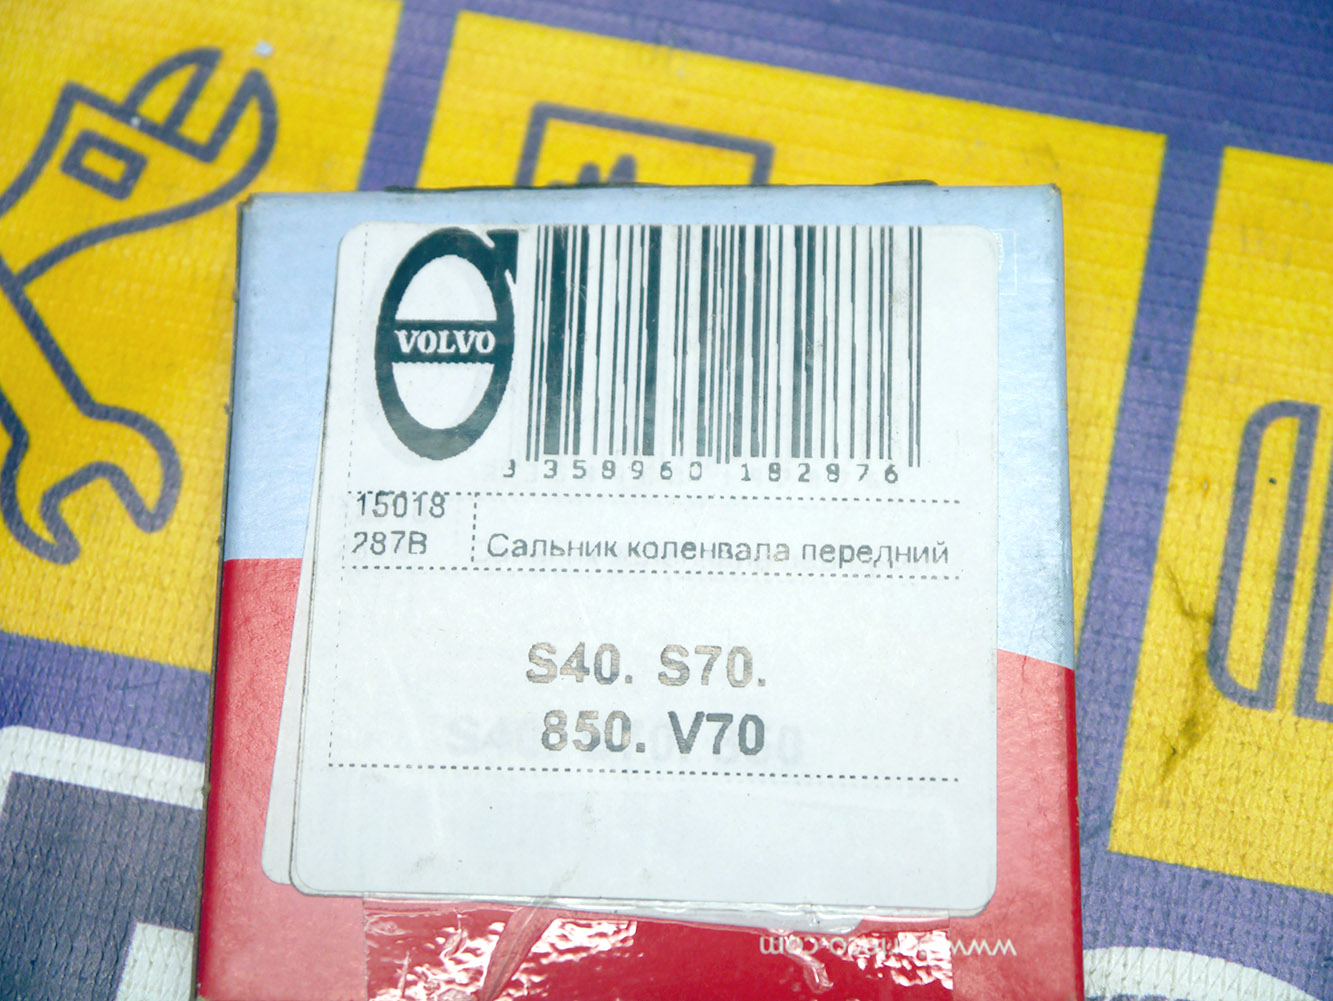 VOLVO
3 358960 182876
15018
287B
Сальник коленвала передний
S40. S70.
850. V70